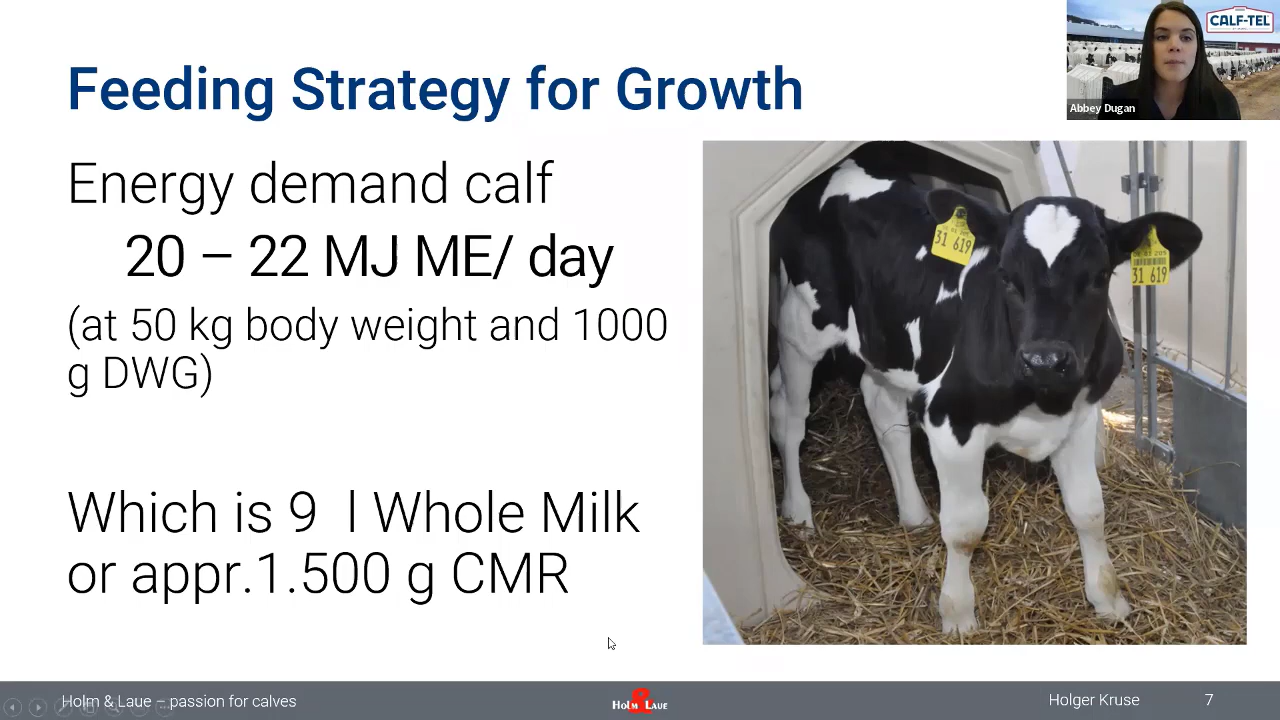 CALF-TEL
Abbey Dugan
Feeding Strategy for Growth
Energy demand calf
20 – 22 MJ ME/ day
(at 50 kg body weight and 1000
g DWG)
Which is 9 l Whole Milk
or appr.1.500 g CMR
31 619
31 619
Holm & Laue – passion for calves
Holm & Laue
Holger Kruse
7